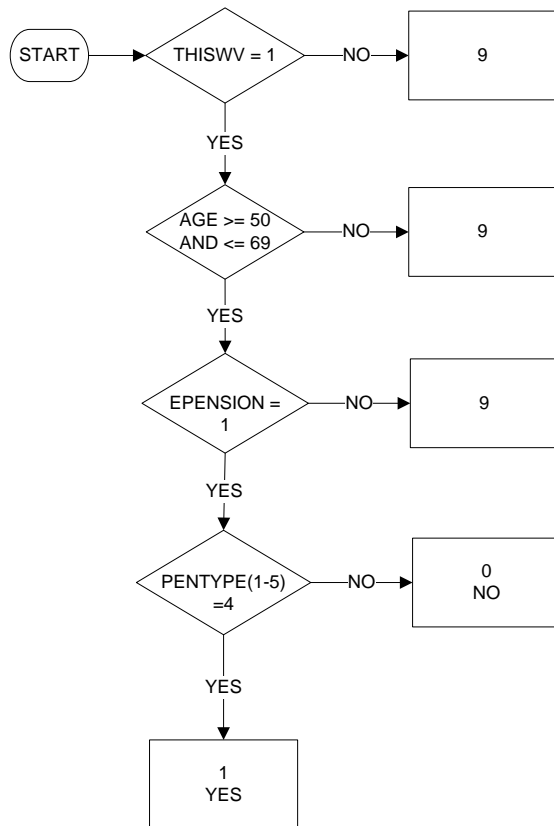 START
THISWV = 1
NO
9
YES
AGE >= 50
AND <= 69
NO
9
YES
EPENSION =
1
NO
9
YES
PENTYPE(1-5)
=4
NO
0
NO
YES
1
YES